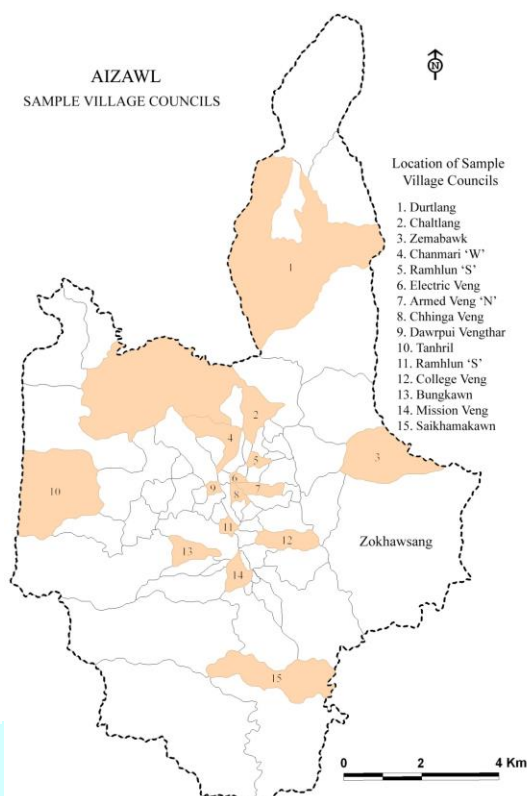 AIZAWL
SAMPLE VILLAGE COUNCILS
N
Location of Sample
Village Councils
1. Durtlang
2. Chaltlang
3. Zemabawk
4. Chanmari ‘W’
5. Ramhlun ‘S’
6. Electric Veng
7. Armed Veng ‘N’
8. Chhinga Veng
9. Dawrpui Vengthar
10. Tanhril
11. Ramhlun ‘S’
12. College Veng
13. Bungkawn
14. Mission Veng
15. Saikhamakawn
1
2
4
5
3
6
10
9
8
7
11
12
Zokhawsang
13
14
15
0 2 4 Km